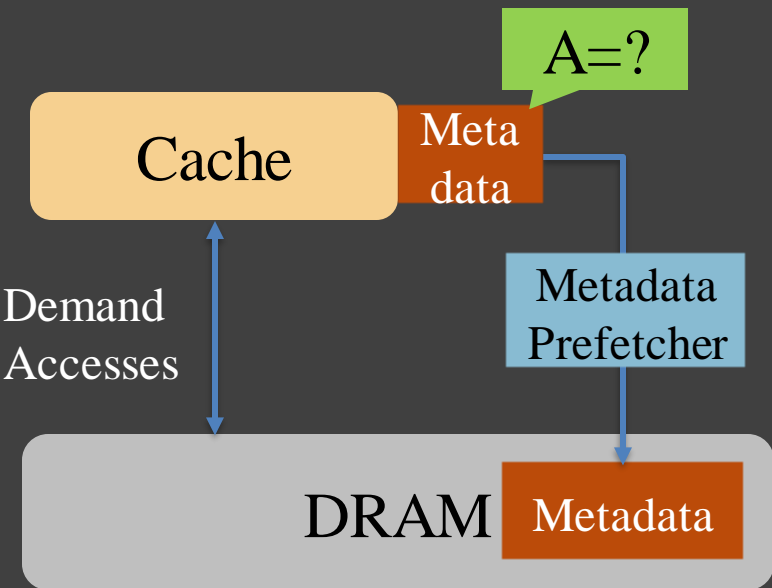 A=?
Cache
Meta
data
Demand
Accesses
Metadata
Prefetcher
DRAM
Metadata